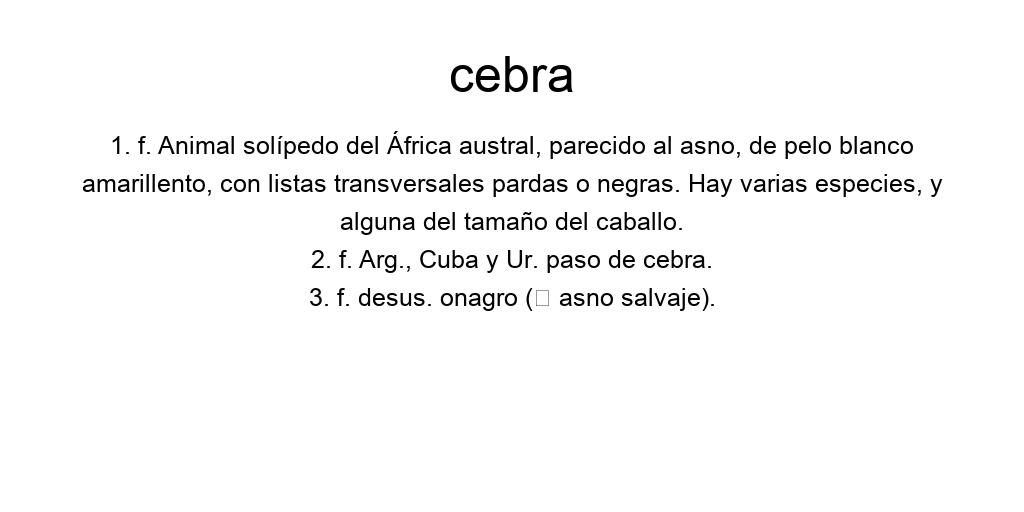 cebra
1. f. Animal solípedo del África austral, parecido al asno, de pelo blanco
amarillento, con listas transversales pardas o negras. Hay varias especies, y
alguna del tamaño del caballo.
2. f. Arg., Cuba y Ur. paso de cebra.
3. f. desus. onagro (□ asno salvaje).